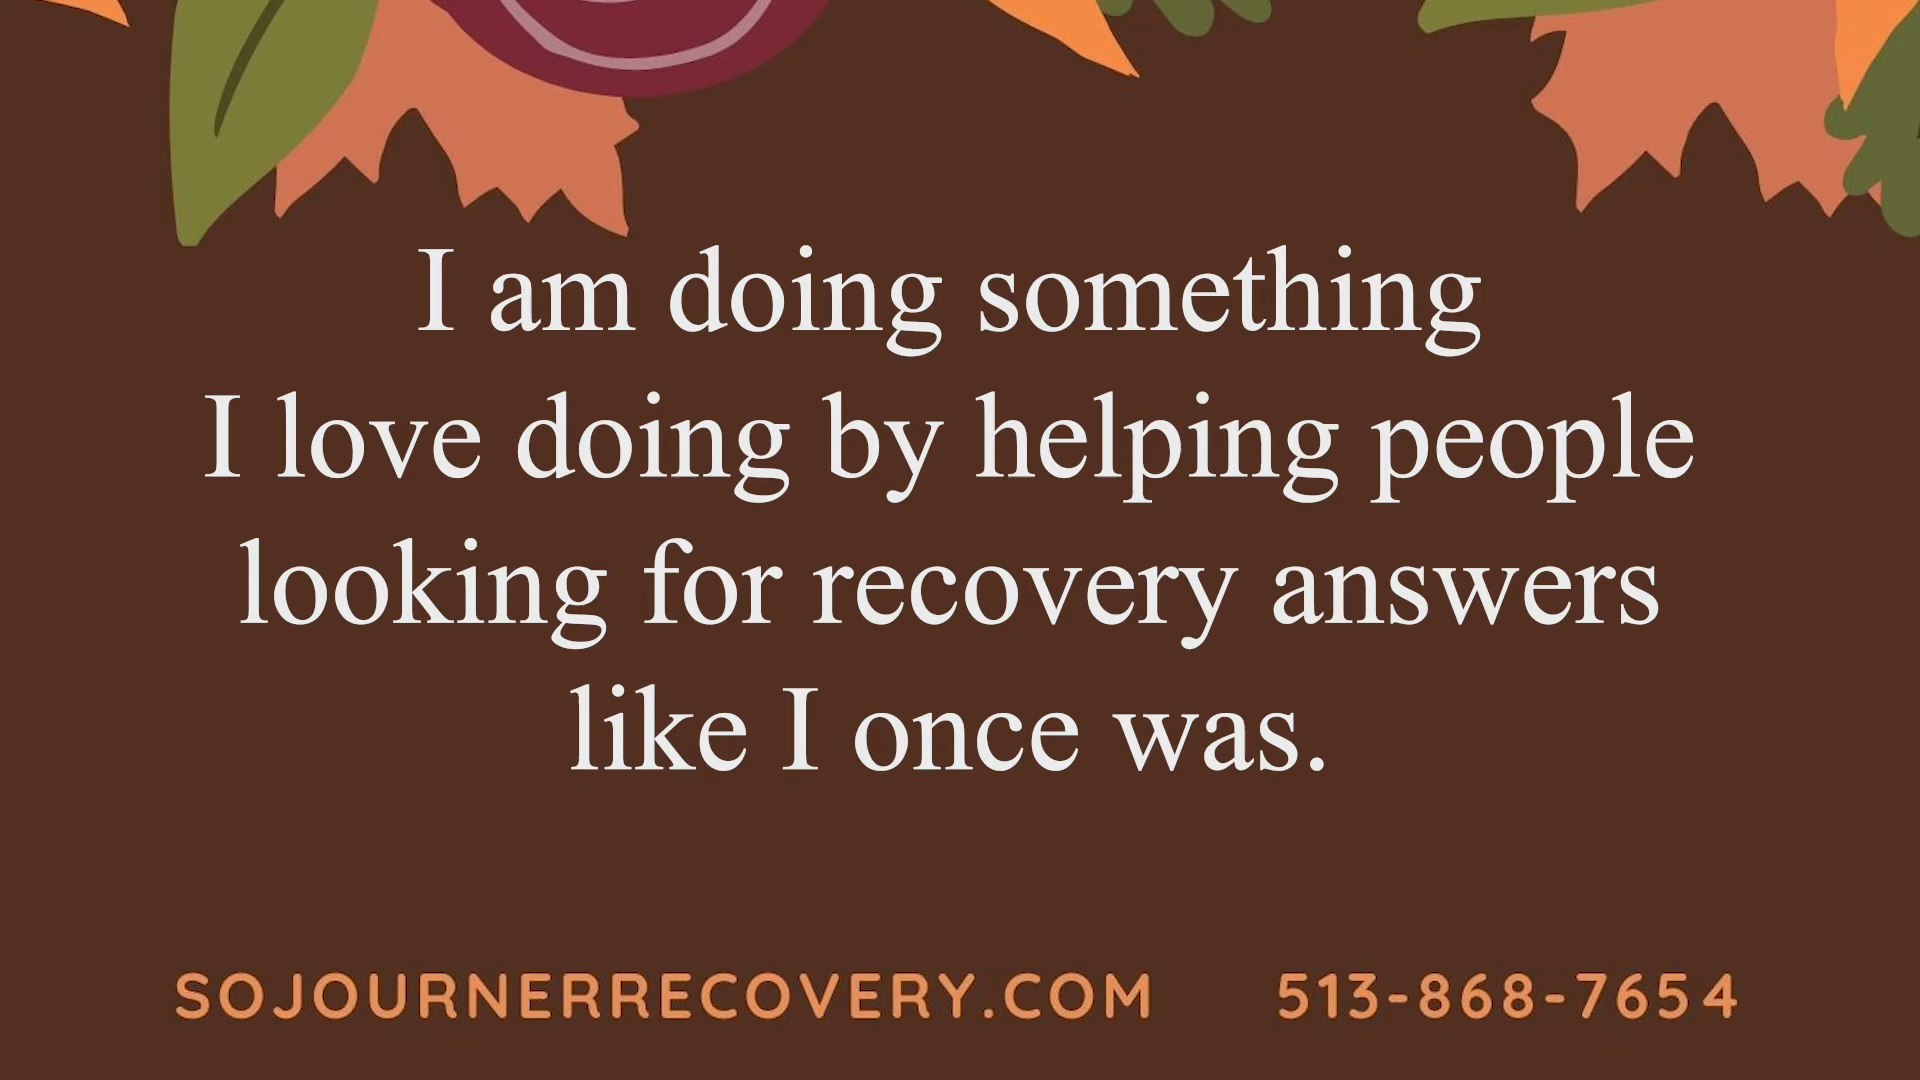 I am doing something
I love doing by helping people
looking for recovery answers
like I once was.
SOJOURNERRECOVERY.COM 513-868-7654